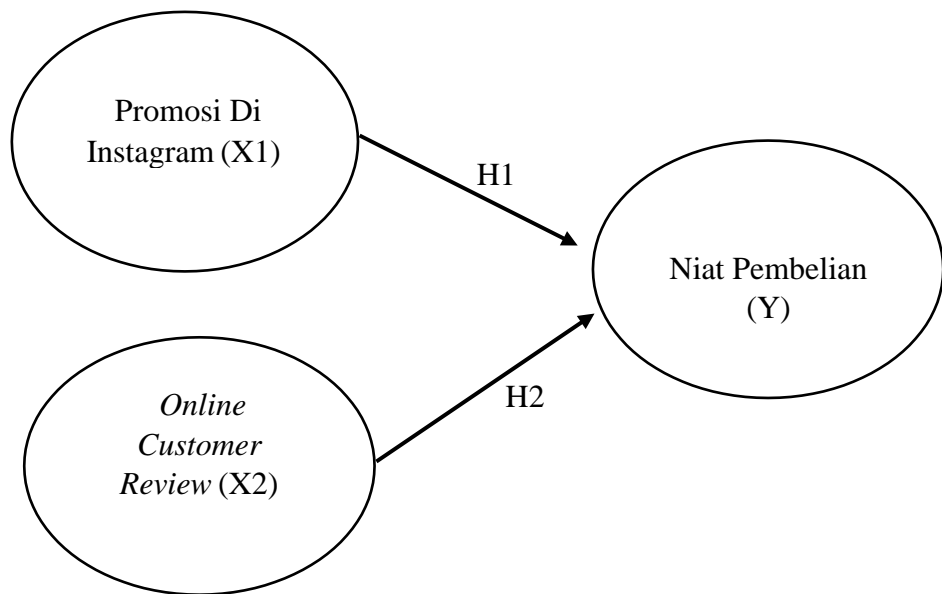 Promosi Di
Instagram (X1)
H1
Niat Pembelian
(Y)
H2
Online
Customer
Review (X2)